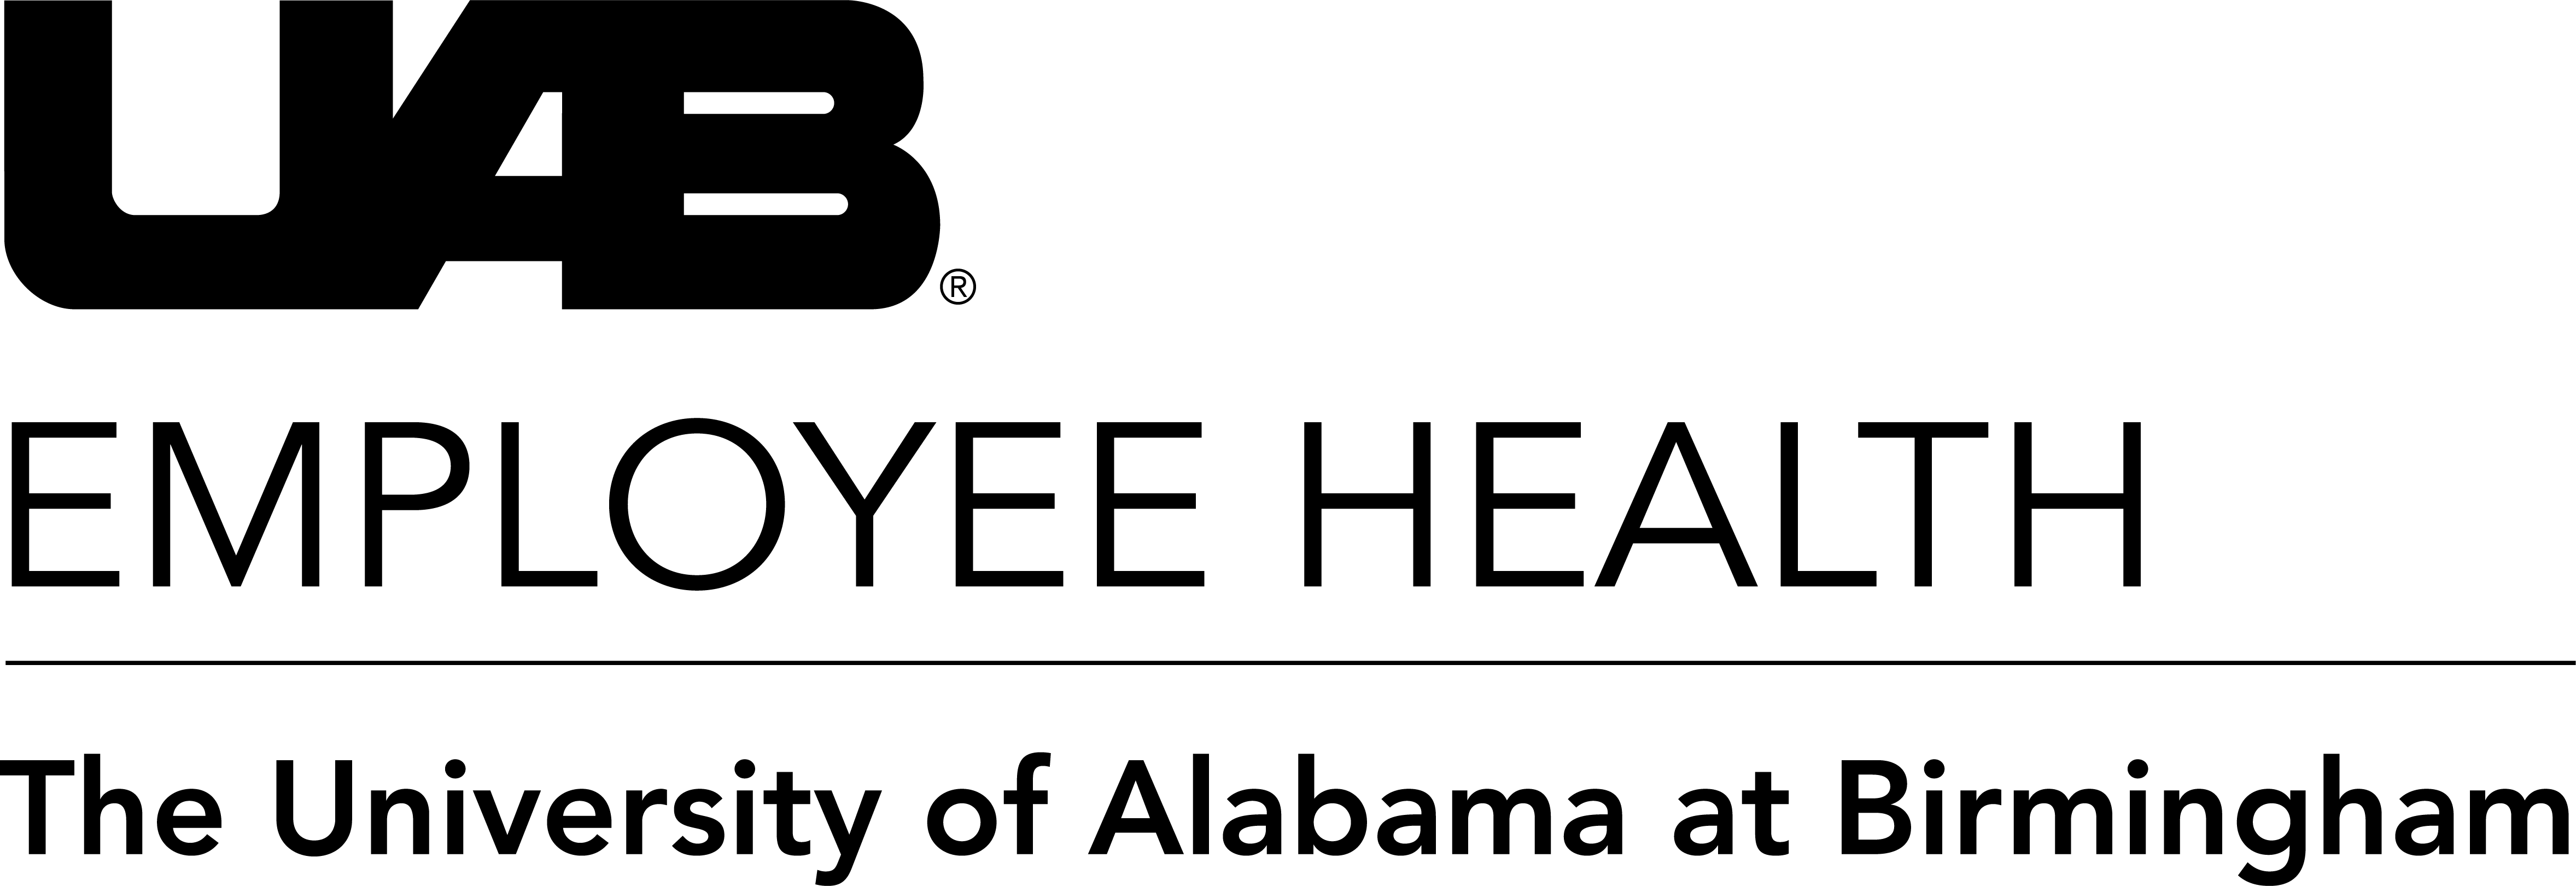 UAB®
EMPLOYEE HEALTH
The University of Alabama at Birmingham